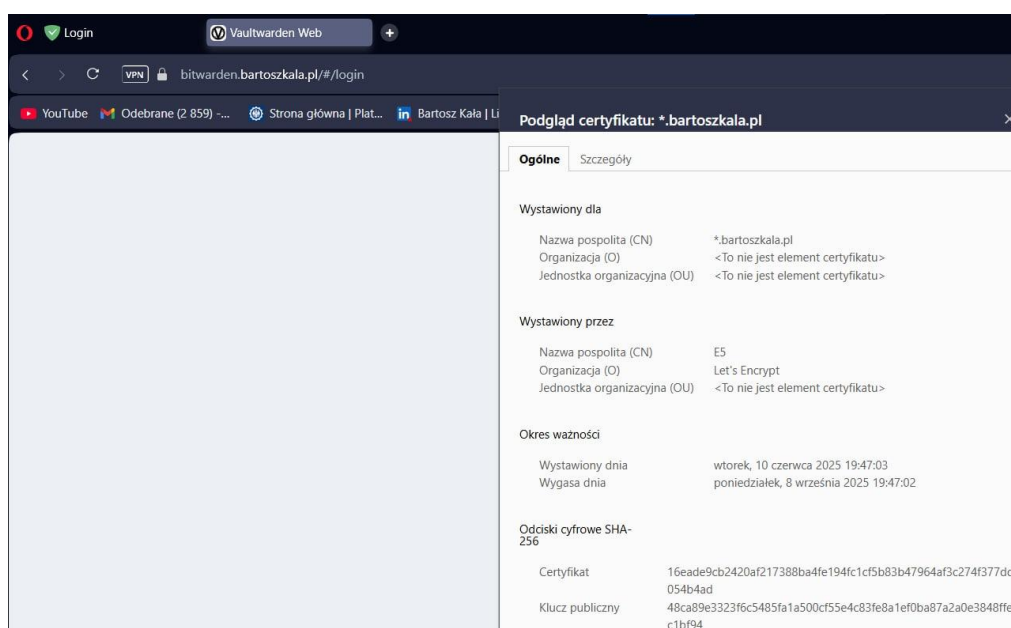 Login
Vaultwarden Web
VPN
bitwarden.bartoszkala.pl/#/login
YouTube
Odebrane (2 859) -...
Strona główna | Plat...
in
Bartosz Kała | Li
Podgląd certyfikatu: *.bartoszkala.pl
Ogólne
Szczegóły
Wystawiony dla
Nazwa pospolita (CN) *.bartoszkala.pl
Organizacja (O) <To nie jest element certyfikatu>
Jednostka organizacyjna (OU) <To nie jest element certyfikatu>
Wystawiony przez
Nazwa pospolita (CN) E5
Organizacja (O) Let's Encrypt
Jednostka organizacyjna (OU) <To nie jest element certyfikatu>
Okres ważności
Wystawiony dnia wtorek, 10 czerwca 2025 19:47:03
Wygasa dnia poniedziałek, 8 września 2025 19:47:02
Odciski cyfrowe SHA-
256
Certyfikat 16eade9cb2420af217388ba4fe194fc1cf5b83b47964af3c274f377dc
054b4ad
Klucz publiczny 48ca89e3323f6c5485fa1a500cf55e4c83fe8a1ef0ba87a2a0e3848ffe
c1bf94